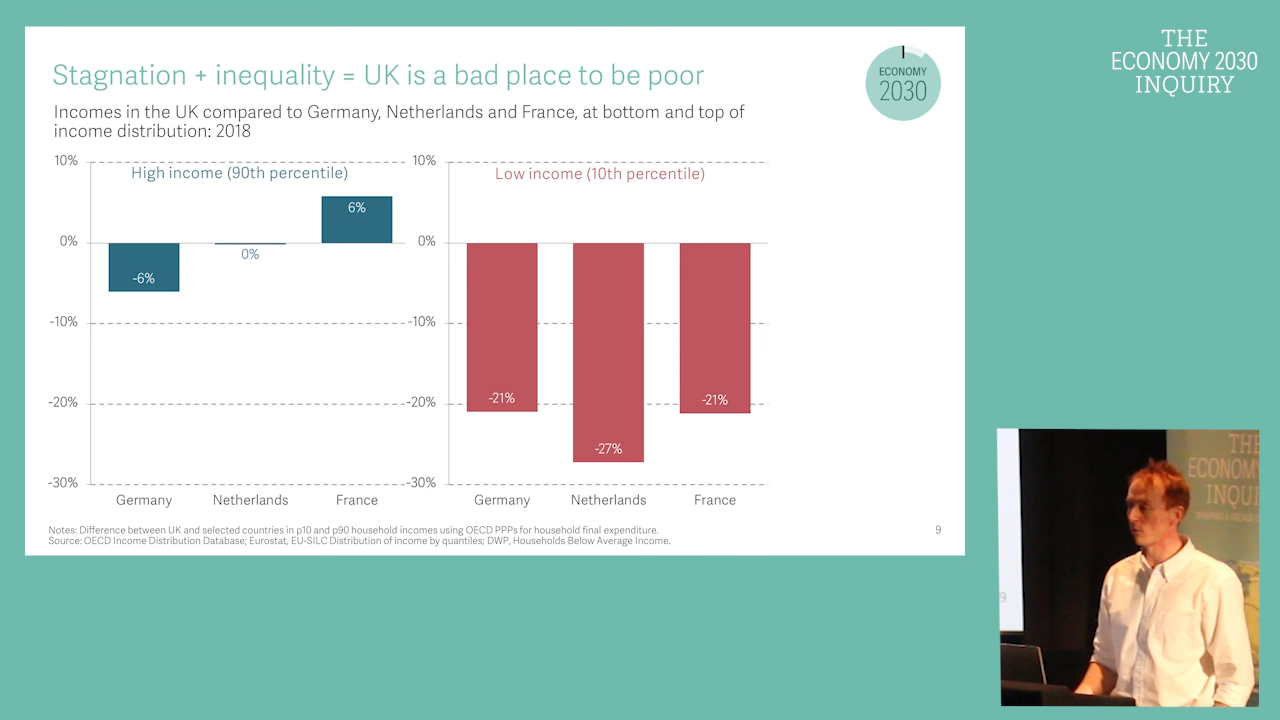 THE
ECONOMY 2030
INQUIRY
Stagnation + inequality = UK is a bad place to be poor
ECONOMY
2030
Incomes in the UK compared to Germany, Netherlands and France, at bottom and top of
income distribution: 2018
High income (90th percentile)
10%
0%
-10%
-20%
-30%
-6%
0%
6%
Germany Netherlands France
Low income (10th percentile)
10%
0%
-10%
-20%
-30%
-21%
-27%
-21%
Germany Netherlands France
Notes: Difference between UK and selected countries in p10 and p90 household incomes using OECD PPPs for household final expenditure.
Source: OECD Income Distribution Database; Eurostat, EU-SILC Distribution of income by quantiles; DWP, Households Below Average Income.
9
THE
ECONOM
INQUI
9